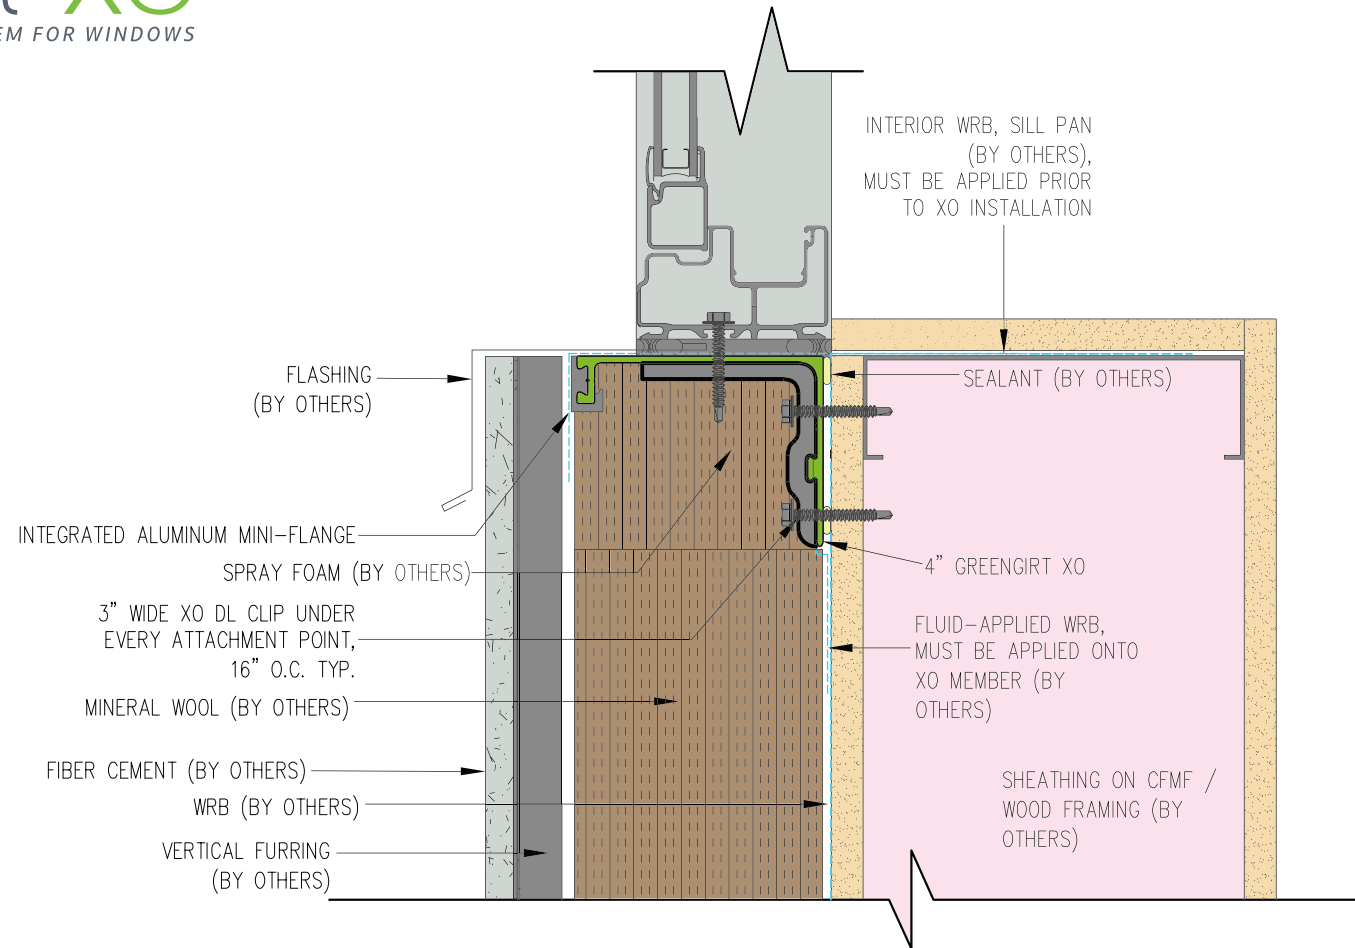 XO
EM FOR WINDOWS
INTERIOR WRB, SILL PAN
(BY OTHERS),
MUST BE APPLIED PRIOR
TO XO INSTALLATION
FLASHING
(BY OTHERS)
SEALANT (BY OTHERS)
INTEGRATED ALUMINUM MINI-FLANGE
SPRAY FOAM (BY OTHERS)
4” GREENGIRT XO
3” WIDE XO DL CLIP UNDER
EVERY ATTACHMENT POINT,
16” O.C. TYP.
FLUID-APPLIED WRB,
MUST BE APPLIED ONTO
XO MEMBER (BY
OTHERS)
MINERAL WOOL (BY OTHERS)
FIBER CEMENT (BY OTHERS)
WRB (BY OTHERS)
SHEATHING ON CFMF /
WOOD FRAMING (BY
OTHERS)
VERTICAL FURRING
(BY OTHERS)